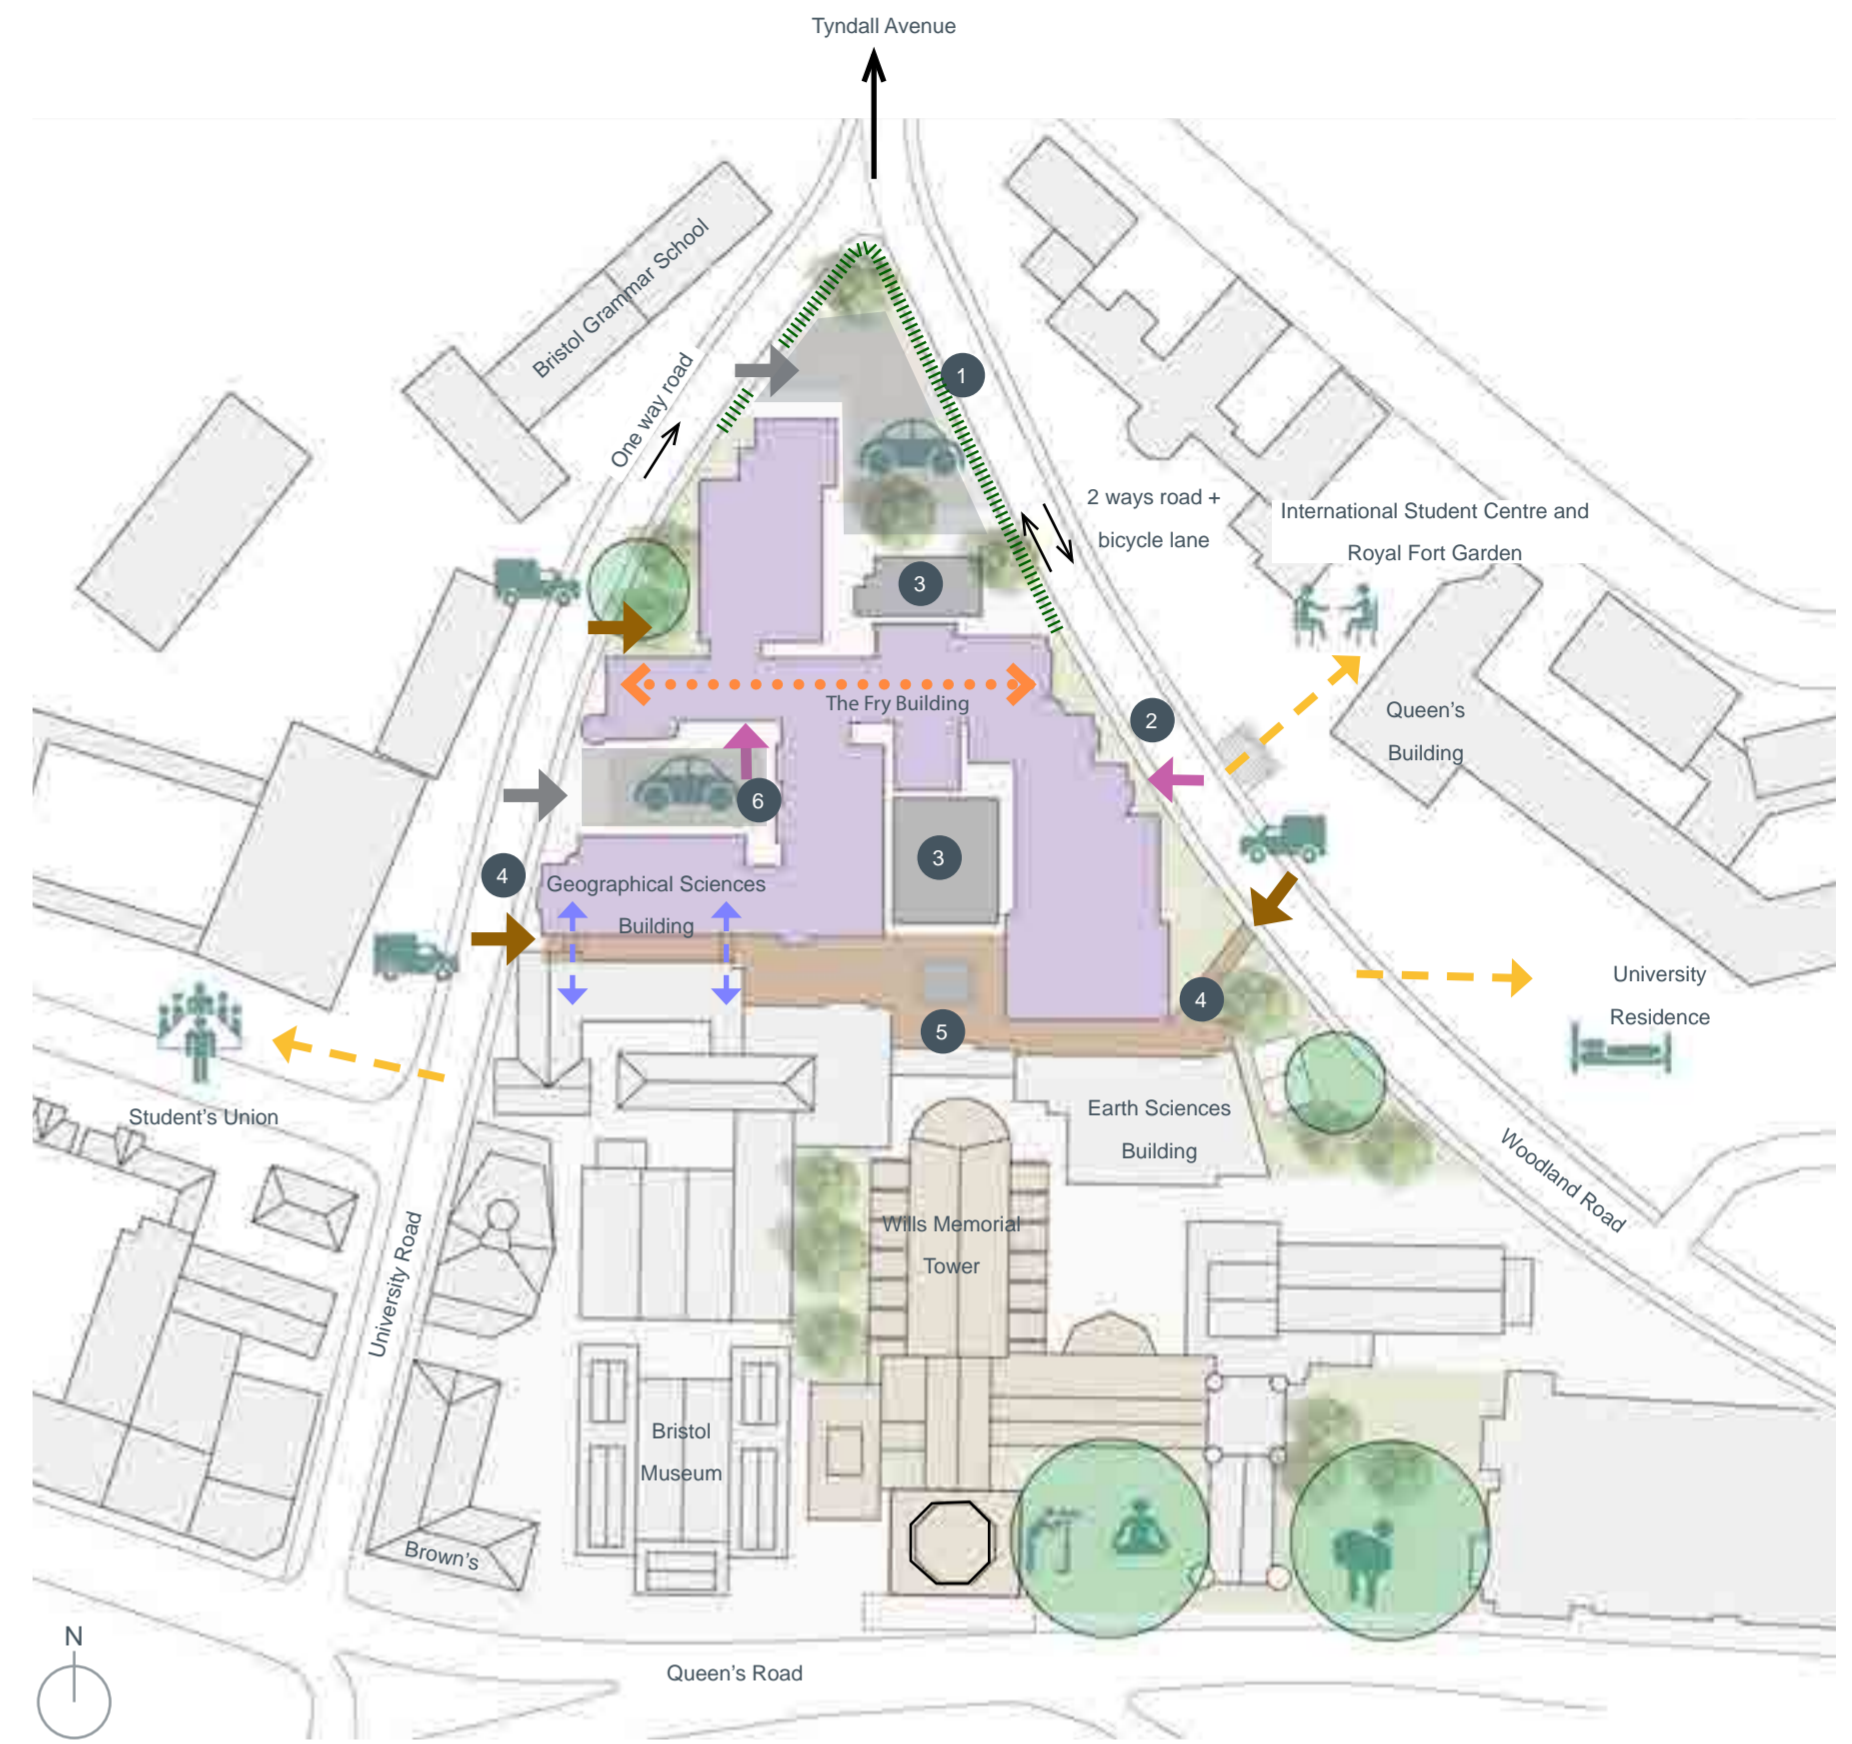 Tyndall Avenue
Bristol Grammar School
One way road
1
2 ways road +
bicycle lane
International Student Centre and
Royal Fort Garden
3
The Fry Building
2
Queen's
Building
6
3
4
Geographical Sciences
Building
4
University
Residence
5
Student's Union
Earth Sciences
Building
Woodland Road
Wills Memorial
Tower
University Road
Bristol
Museum
Brown's
N
Queen's Road